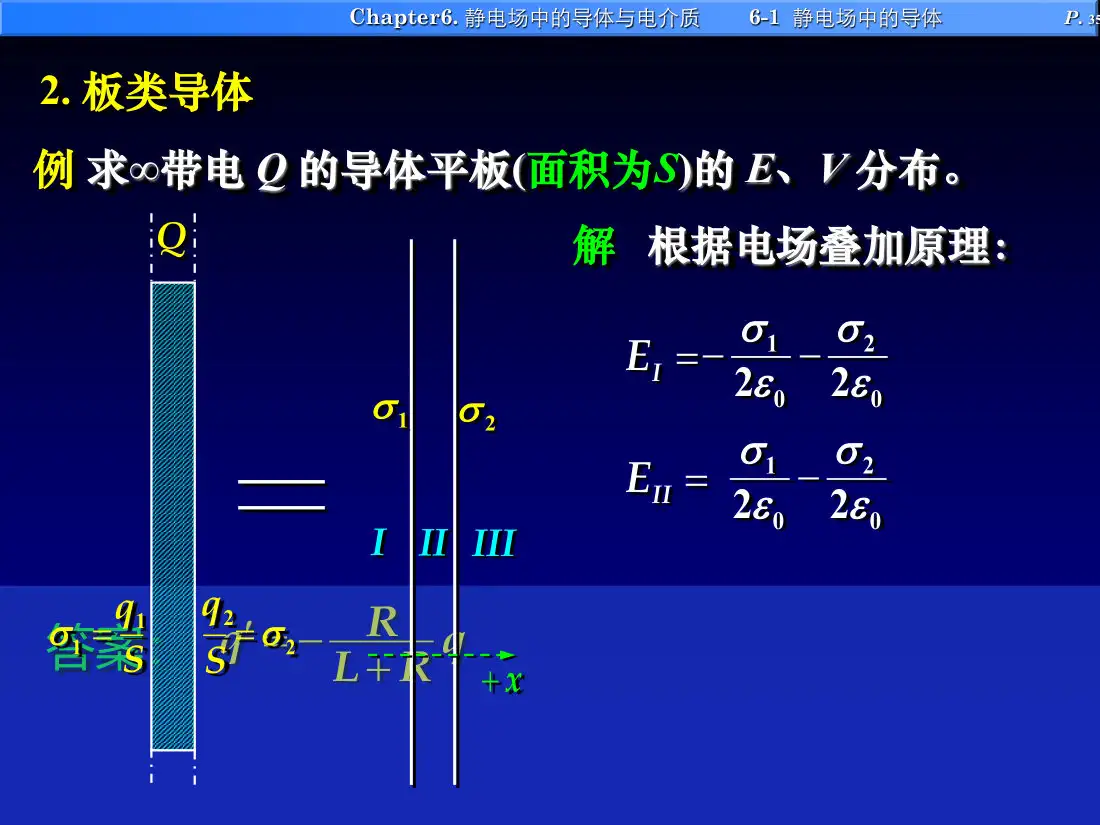 Chapter6. 静电场中的导体与电介质 6-1 静电场中的导体 P. 35
2. 板类导体
例 求∞带电 Q 的导体平板(面积为S)的 E、V 分布。
解 根据电场叠加原理:
Q
E_I = - σ₁/2ε₀ - σ₂/2ε₀
σ₁ σ₂
E_II = σ₁/2ε₀ - σ₂/2ε₀
I II III
σ₁ = q₁/S q₂/S = σ₂
答案: q' = - R/(L+R) q
+x